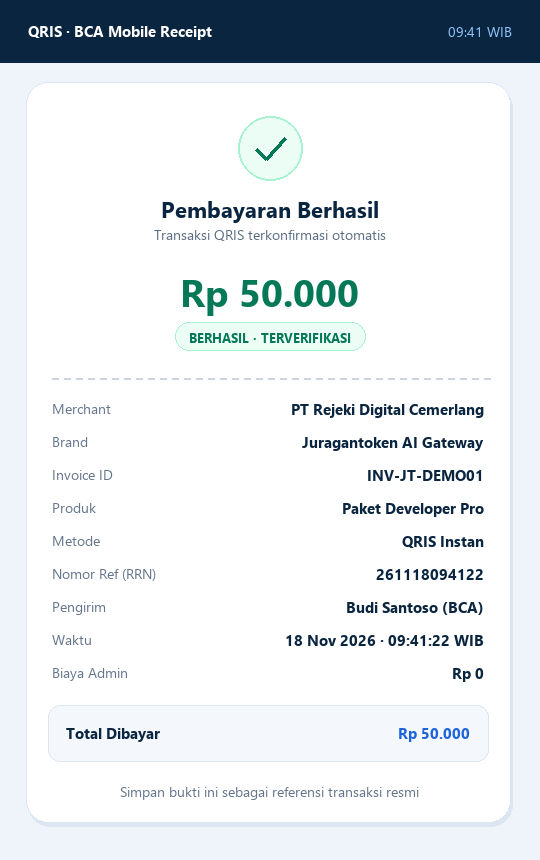 QRIS · BCA Mobile Receipt 09:41 WIB
Pembayaran Berhasil
Transaksi QRIS terkonfirmasi otomatis
Rp 50.000
BERHASIL · TERVERIFIKASI
Merchant PT Rejeki Digital Cemerlang
Brand Juragantoken AI Gateway
Invoice ID INV-JT-DEMO01
Produk Paket Developer Pro
Metode QRIS Instan
Nomor Ref (RRN) 261118094122
Pengirim Budi Santoso (BCA)
Waktu 18 Nov 2026 · 09:41:22 WIB
Biaya Admin Rp 0
Total Dibayar Rp 50.000
Simpan bukti ini sebagai referensi transaksi resmi